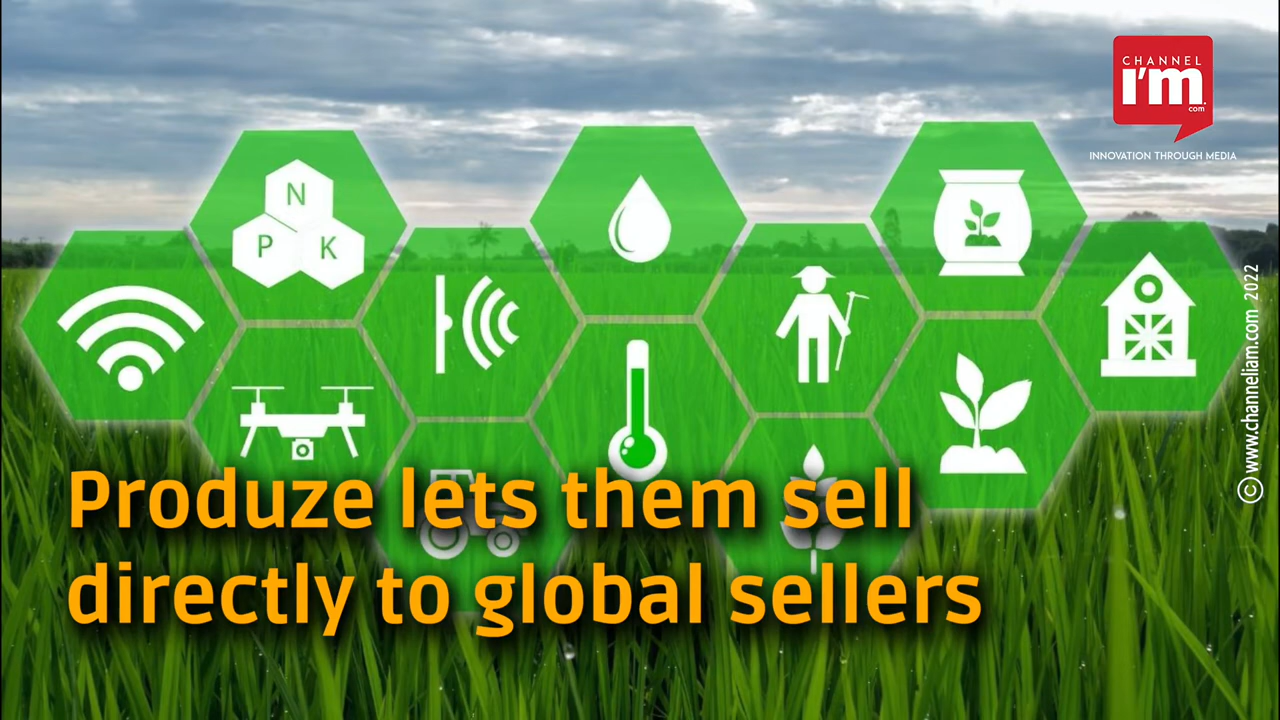 CHANNEL
I'm
.com
INNOVATION THROUGH MEDIA
N
P K
Produze lets them sell
directly to global sellers
© www.channeliam.com 2022